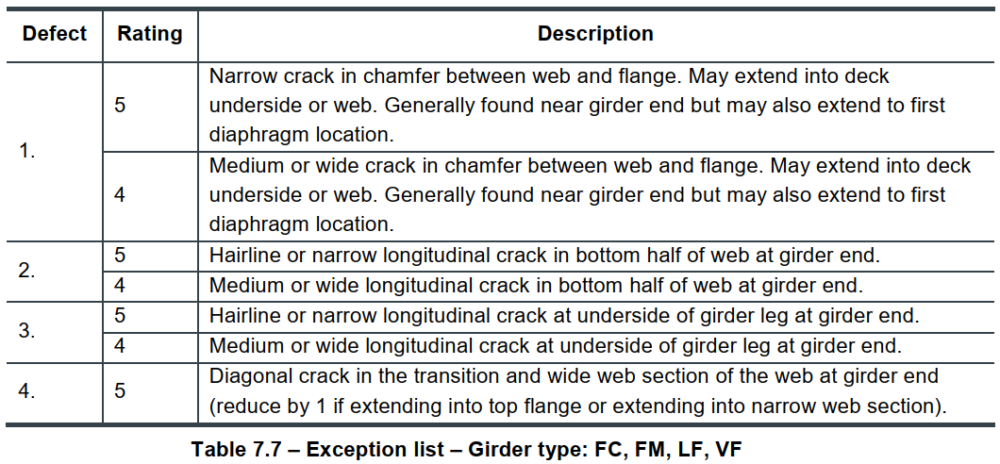 Defect Rating Description
1.
5
Narrow crack in chamfer between web and flange. May extend into deck
underside or web. Generally found near girder end but may also extend to first
diaphragm location.
4
Medium or wide crack in chamfer between web and flange. May extend into deck
underside or web. Generally found near girder end but may also extend to first
diaphragm location.
2.
5 Hairline or narrow longitudinal crack in bottom half of web at girder end.
4 Medium or wide longitudinal crack in bottom half of web at girder end.
3.
5 Hairline or narrow longitudinal crack at underside of girder leg at girder end.
4 Medium or wide longitudinal crack at underside of girder leg at girder end.
4.
5
Diagonal crack in the transition and wide web section of the web at girder end
(reduce by 1 if extending into top flange or extending into narrow web section).
Table 7.7 – Exception list – Girder type: FC, FM, LF, VF